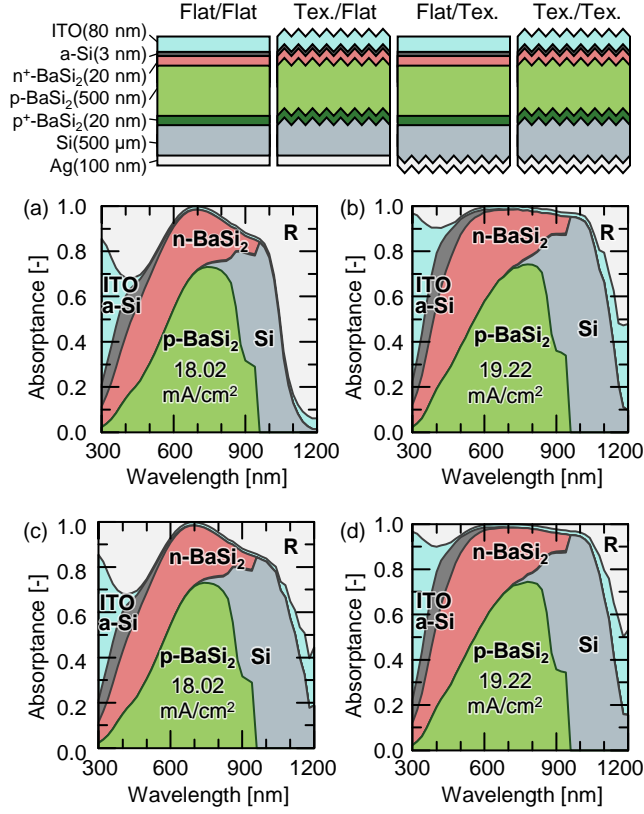 Flat/Flat Tex./Flat Flat/Tex. Tex./Tex.
ITO(80 nm)
a-Si(3 nm)
n⁺-BaSi₂(20 nm)
p-BaSi₂(500 nm)
p⁺-BaSi₂(20 nm)
Si(500 μm)
Ag(100 nm)
(a)
Absorptance [-]
1.0
0.8
0.6
0.4
0.2
0.0
R
n-BaSi₂
ITO
a-Si
p-BaSi₂
Si
18.02
mA/cm²
300 600 900 1200
Wavelength [nm]
(b)
Absorptance [-]
1.0
0.8
0.6
0.4
0.2
0.0
R
n-BaSi₂
ITO
a-Si
p-BaSi₂
Si
19.22
mA/cm²
300 600 900 1200
Wavelength [nm]
(c)
Absorptance [-]
1.0
0.8
0.6
0.4
0.2
0.0
R
n-BaSi₂
ITO
a-Si
p-BaSi₂
Si
18.02
mA/cm²
300 600 900 1200
Wavelength [nm]
(d)
Absorptance [-]
1.0
0.8
0.6
0.4
0.2
0.0
R
n-BaSi₂
ITO
a-Si
p-BaSi₂
Si
19.22
mA/cm²
300 600 900 1200
Wavelength [nm]